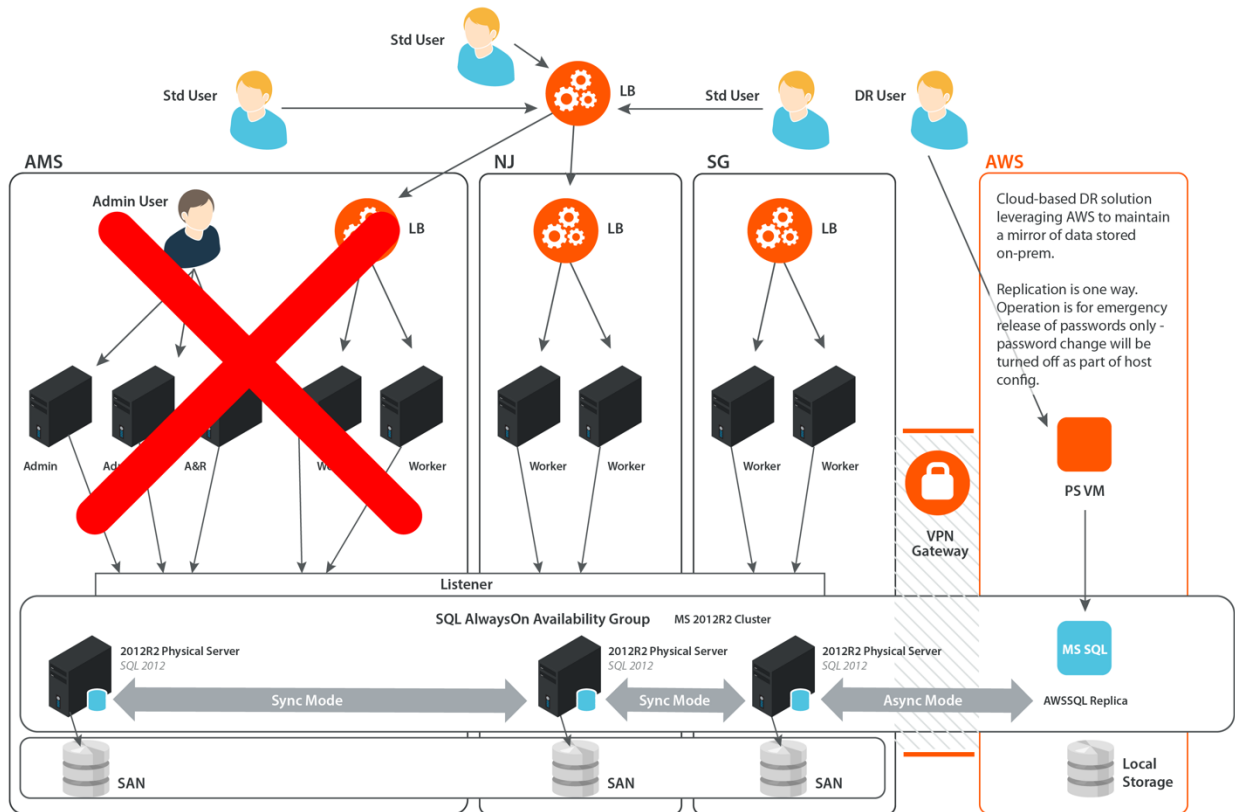 Std User
LB
Std User
Std User
DR User
AMS
NJ
SG
AWS
Admin User
LB
LB
LB
Cloud-based DR solution
leveraging AWS to maintain
a mirror of data stored
on-prem.
Replication is one way.
Operation is for emergency
release of passwords only -
password change will be
turned off as part of host
config.
Admin
A&R
Worker
Worker
Worker
Worker
Worker
PS VM
VPN
Gateway
Listener
SQL AlwaysOn Availability Group
MS 2012R2 Cluster
2012R2 Physical Server
SQL 2012
2012R2 Physical Server
SQL 2012
2012R2 Physical Server
SQL 2012
MS SQL
Sync Mode
Sync Mode
Async Mode
AWSSQL Replica
SAN
SAN
SAN
Local
Storage